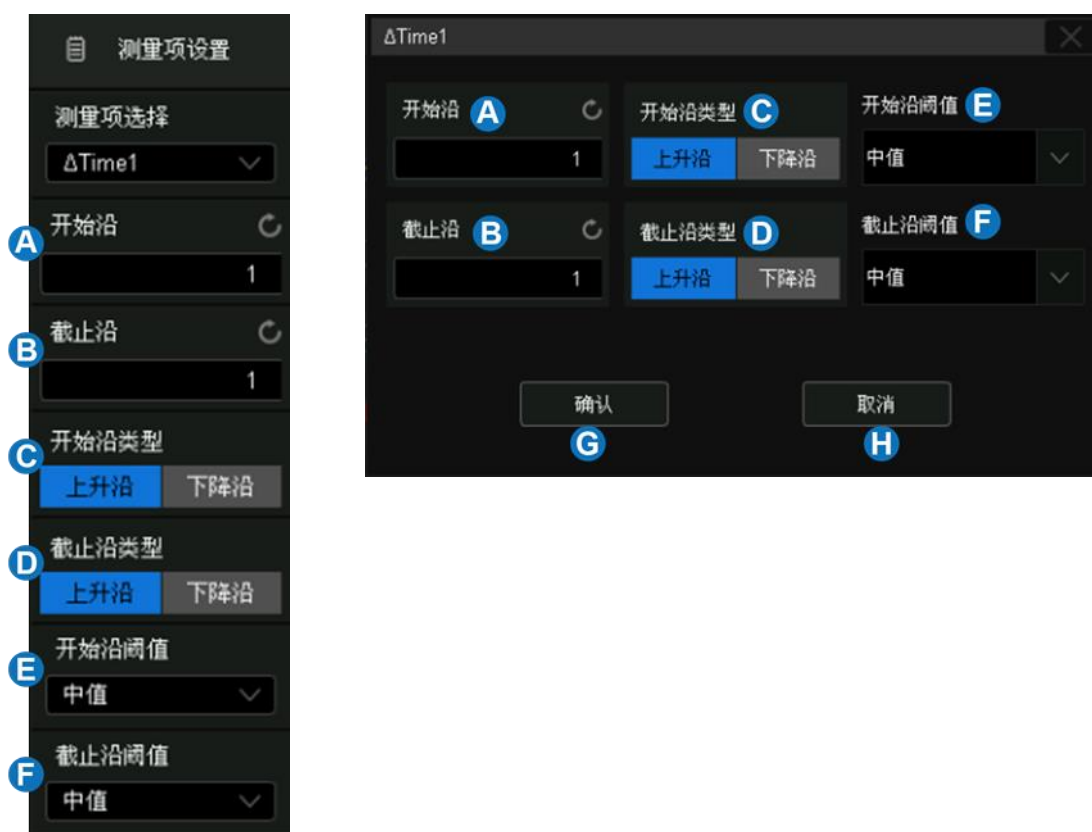 测量项设置
测量项选择
ΔTime1
A 开始沿
1
B 截止沿
1
C 开始沿类型
上升沿 下降沿
D 截止沿类型
上升沿 下降沿
E 开始沿阈值
中值
F 截止沿阈值
中值
ΔTime1
开始沿 A
1
开始沿类型 C
上升沿 下降沿
开始沿阈值 E
中值
截止沿 B
1
截止沿类型 D
上升沿 下降沿
截止沿阈值 F
中值
确认
G
取消
H